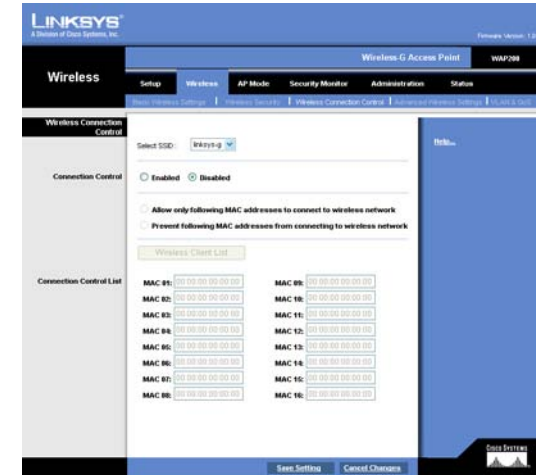 LINKSYS®
A Division of Cisco Systems, Inc.
Firmware Version: 1.0
Wireless-G Access Point WAP200
Wireless
Setup Wireless AP Mode Security Monitor Administration Status
Basic Wireless Settings | Wireless Security | Wireless Connection Control | Advanced Wireless Settings | VLAN & QoS
Wireless Connection
Control
Select SSID: linksys-g
Help...
Connection Control
Enabled Disabled
Allow only following MAC addresses to connect to wireless network
Prevent following MAC addresses from connecting to wireless network
Wireless Client List
Connection Control List
MAC 01: 00:00:00:00:00:00 MAC 09: 00:00:00:00:00:00
MAC 02: 00:00:00:00:00:00 MAC 10: 00:00:00:00:00:00
MAC 03: 00:00:00:00:00:00 MAC 11: 00:00:00:00:00:00
MAC 04: 00:00:00:00:00:00 MAC 12: 00:00:00:00:00:00
MAC 05: 00:00:00:00:00:00 MAC 13: 00:00:00:00:00:00
MAC 06: 00:00:00:00:00:00 MAC 14: 00:00:00:00:00:00
MAC 07: 00:00:00:00:00:00 MAC 15: 00:00:00:00:00:00
MAC 08: 00:00:00:00:00:00 MAC 16: 00:00:00:00:00:00
Save Setting Cancel Changes
CISCO SYSTEMS